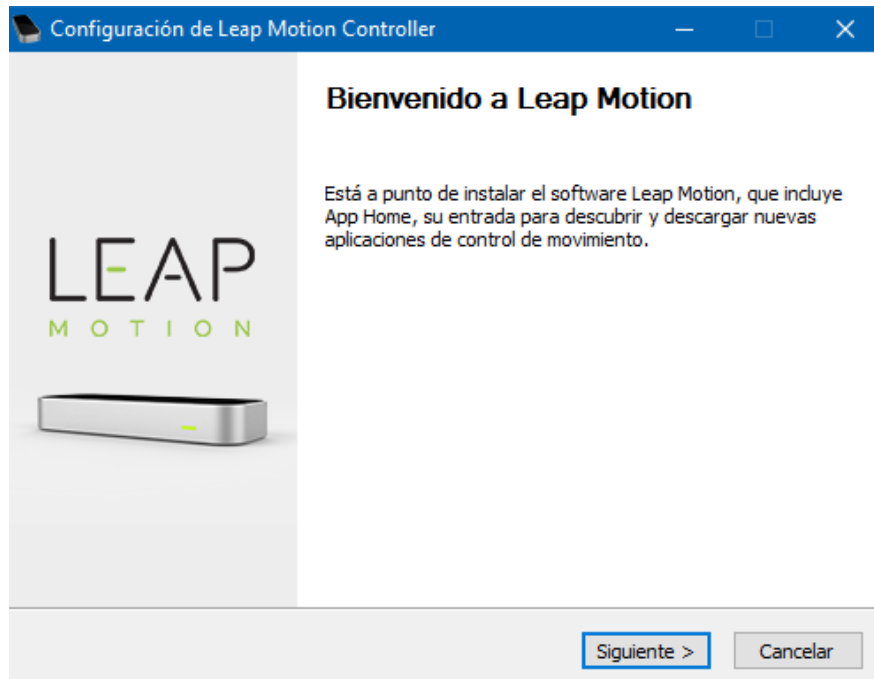 Configuración de Leap Motion Controller
Bienvenido a Leap Motion
Está a punto de instalar el software Leap Motion, que incluye
App Home, su entrada para descubrir y descargar nuevas
aplicaciones de control de movimiento.
LEAP
MOTION
Siguiente >
Cancelar